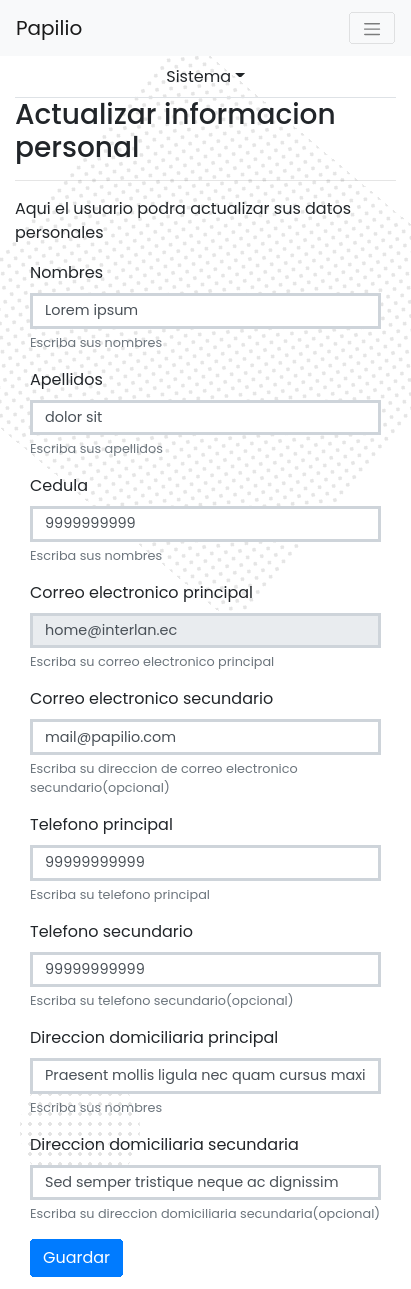 Papilio
Sistema
Actualizar informacion
personal
Aqui el usuario podra actualizar sus datos
personales
Nombres
Lorem ipsum
Escriba sus nombres
Apellidos
dolor sit
Escriba sus apellidos
Cedula
9999999999
Escriba sus nombres
Correo electronico principal
home@interlan.ec
Escriba su correo electronico principal
Correo electronico secundario
mail@papilio.com
Escriba su direccion de correo electronico
secundario(opcional)
Telefono principal
99999999999
Escriba su telefono principal
Telefono secundario
99999999999
Escriba su telefono secundario(opcional)
Direccion domiciliaria principal
Praesent mollis ligula nec quam cursus maxi
Escriba sus nombres
Direccion domiciliaria secundaria
Sed semper tristique neque ac dignissim
Escriba su direccion domiciliaria secundaria(opcional)
Guardar